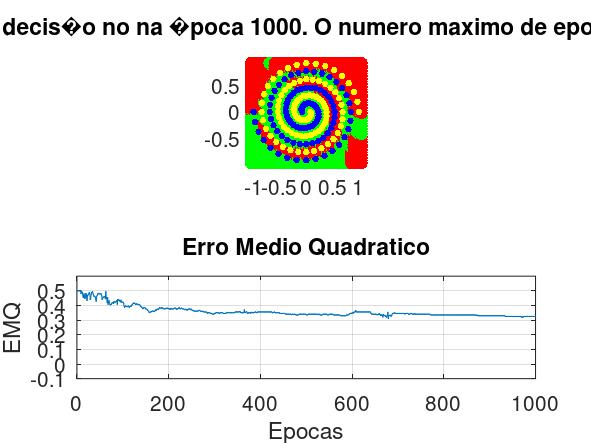 decis�o no na �poca 1000. O numero maximo de epo
0.5
0
-0.5
-1-0.5 0 0.5 1
Erro Medio Quadratico
0.5
0.4
0.3
0.2
0.1
0
-0.1
EMQ
0 200 400 600 800 1000
Epocas